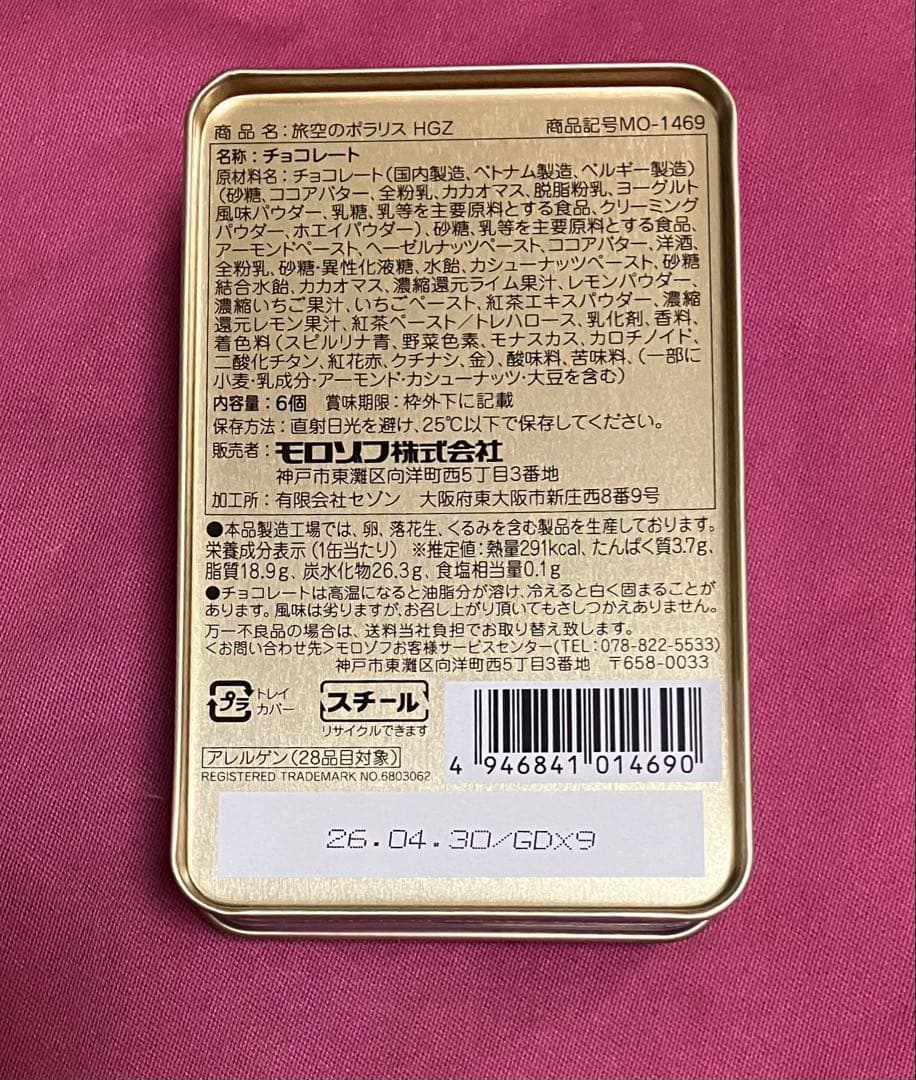 商品名：旅空のポラリス HGZ　商品記号MO-1469
名称：チョコレート
原材料名：チョコレート（国内製造、ベトナム製造、ベルギー製造）
（砂糖、ココアバター、全粉乳、カカオマス、脱脂粉乳、ヨーグルト
風味パウダー、乳糖、乳等を主要原料とする食品、クリーミング
パウダー、ホエイパウダー）、砂糖、乳等を主要原料とする食品、
アーモンドペースト、ヘーゼルナッツペースト、ココアバター、洋酒、
全粉乳、砂糖・異性化液糖、水飴、カシューナッツペースト、砂糖
結合水飴、カカオマス、濃縮還元ライム果汁、レモンパウダー、
濃縮いちご果汁、いちごペースト、紅茶エキスパウダー、濃縮
還元レモン果汁、紅茶ペースト／トレハロース、乳化剤、香料、
着色料（スピルリナ青、野菜色素、モナスカス、カロチノイド、
二酸化チタン、紅花赤、クチナシ、金）、酸味料、苦味料、（一部に
小麦・乳成分・アーモンド・カシューナッツ・大豆を含む）
内容量：6個　賞味期限：枠外下に記載
保存方法：直射日光を避け、25℃以下で保存してください。
販売者：モロゾフ株式会社
神戸市東灘区向洋町西5丁目3番地
加工所：有限会社セゾン　大阪府東大阪市新庄西8番9号
●本品製造工場では、卵、落花生、くるみを含む製品を生産しております。
栄養成分表示（1缶当たり）　※推定値：熱量291kcal、たんぱく質3.7g、
脂質18.9g、炭水化物26.3g、食塩相当量0.1g
●チョコレートは高温になると油脂分が溶け、冷えると白く固まることが
あります。風味は劣りますが、お召し上がり頂いてもさしつかえありません。
万一不良品の場合は、送料当社負担でお取り替え致します。
＜お問い合わせ先＞モロゾフお客様サービスセンター（TEL：078-822-5533）
神戸市東灘区向洋町西5丁目3番地　〒658-0033
プラ トレイ
カバー
スチール
リサイクルできます
アレルゲン（28品目対象）
REGISTERED TRADEMARK NO.6803062
4 946841 014690
26.04.30/GDX9